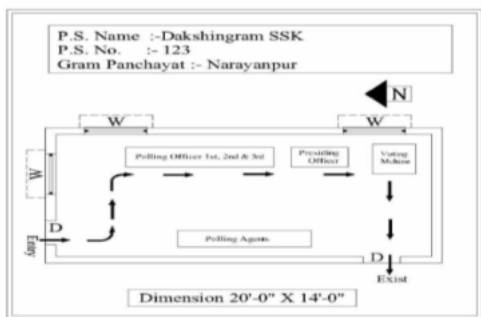 P.S. Name :-Dakshingram SSK
P.S. No. :- 123
Gram Panchayat :- Narayanpur
N
W
W
W
Polling Officer 1st, 2nd & 3rd
Presiding
Officer
Voting
D
Entry
Polling Agents
D
Exist
Dimension 20'-0" X 14'-0"